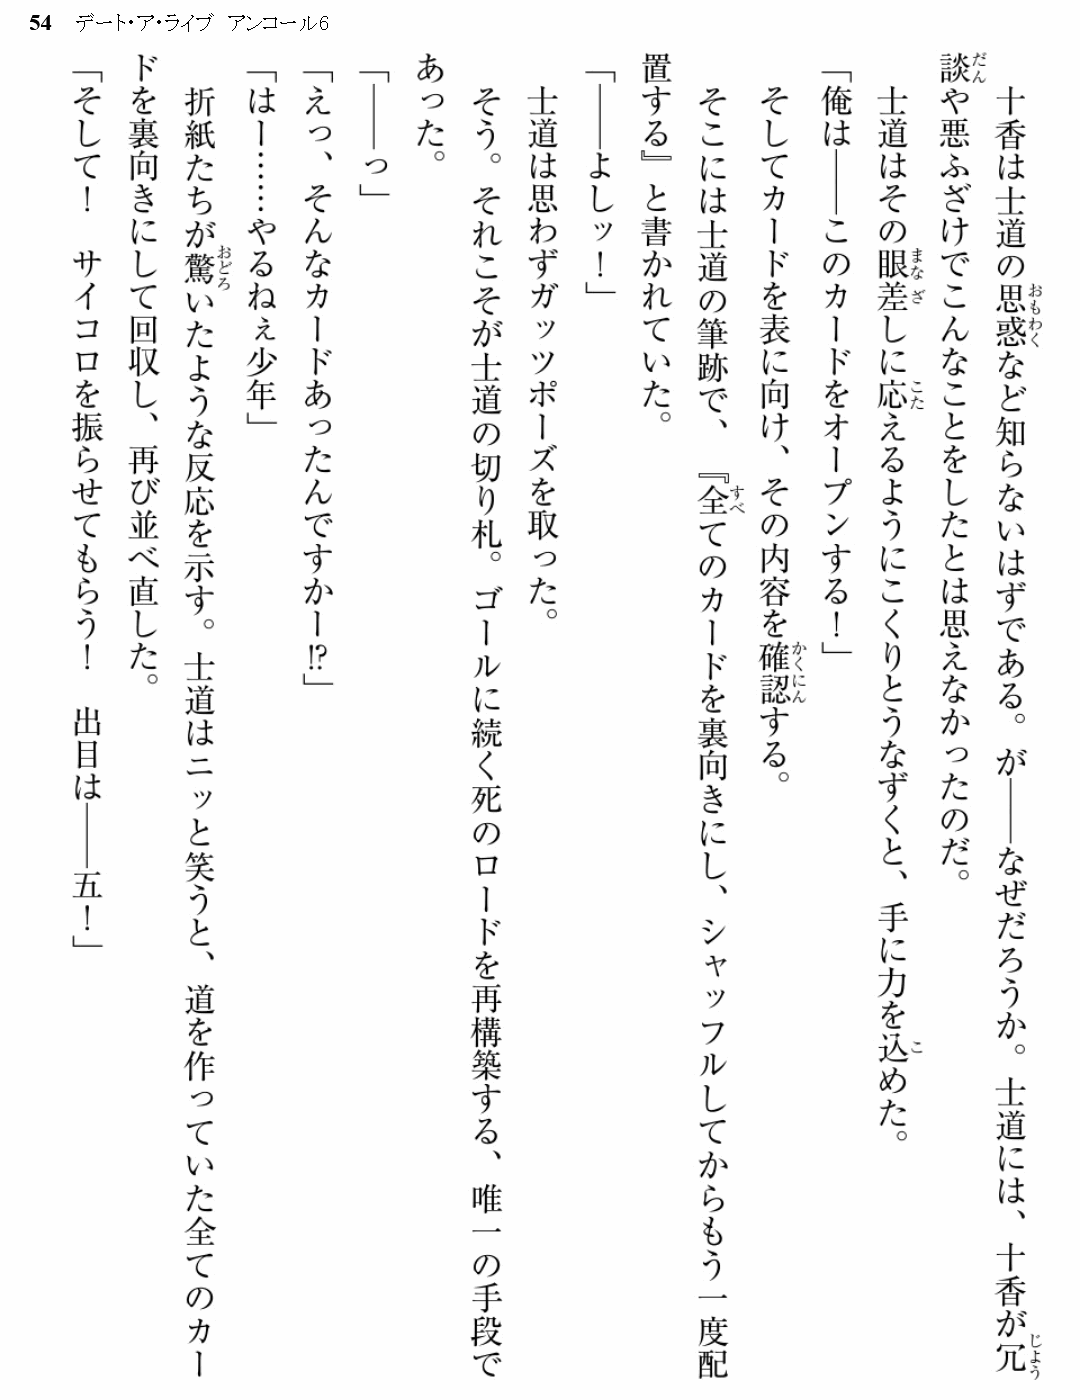 54　デート・ア・ライブ　アンコール6
　十香は士道の思惑など知らないはずである。が――なぜだろうか。士道には、十香が冗
談や悪ふざけでこんなことをしたとは思えなかったのだ。
　士道はその眼差しに応えるようにこくりとうなずくと、手に力を込めた。
「俺は――このカードをオープンする！」
　そしてカードを表に向け、その内容を確認する。
　そこには士道の筆跡で、『全てのカードを裏向きにし、シャッフルしてからもう一度配
置する』と書かれていた。
「――よしッ！」
　士道は思わずガッツポーズを取った。
　そう。それこそが士道の切り札。ゴールに続く死のロードを再構築する、唯一の手段で
あった。
「――っ」
「えっ、そんなカードあったんですかー!?」
「はー……やるねぇ少年」
　折紙たちが驚いたような反応を示す。士道はニッと笑うと、道を作っていた全てのカー
ドを裏向きにして回収し、再び並べ直した。
「そして！　サイコロを振らせてもらう！　出目は――五！」